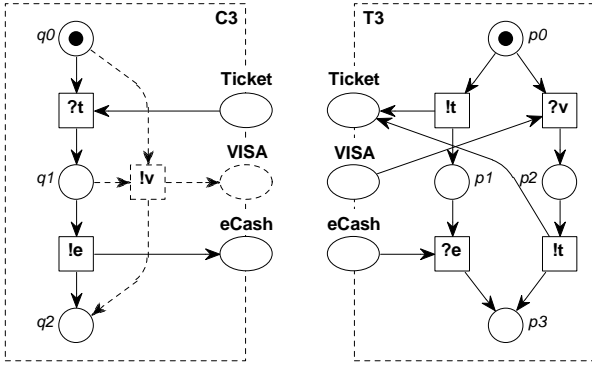 q0 C3 T3 p0
Ticket Ticket
?t !t ?v
VISA VISA
q1 !v p1 p2
eCash eCash
!e ?e !t
q2 p3